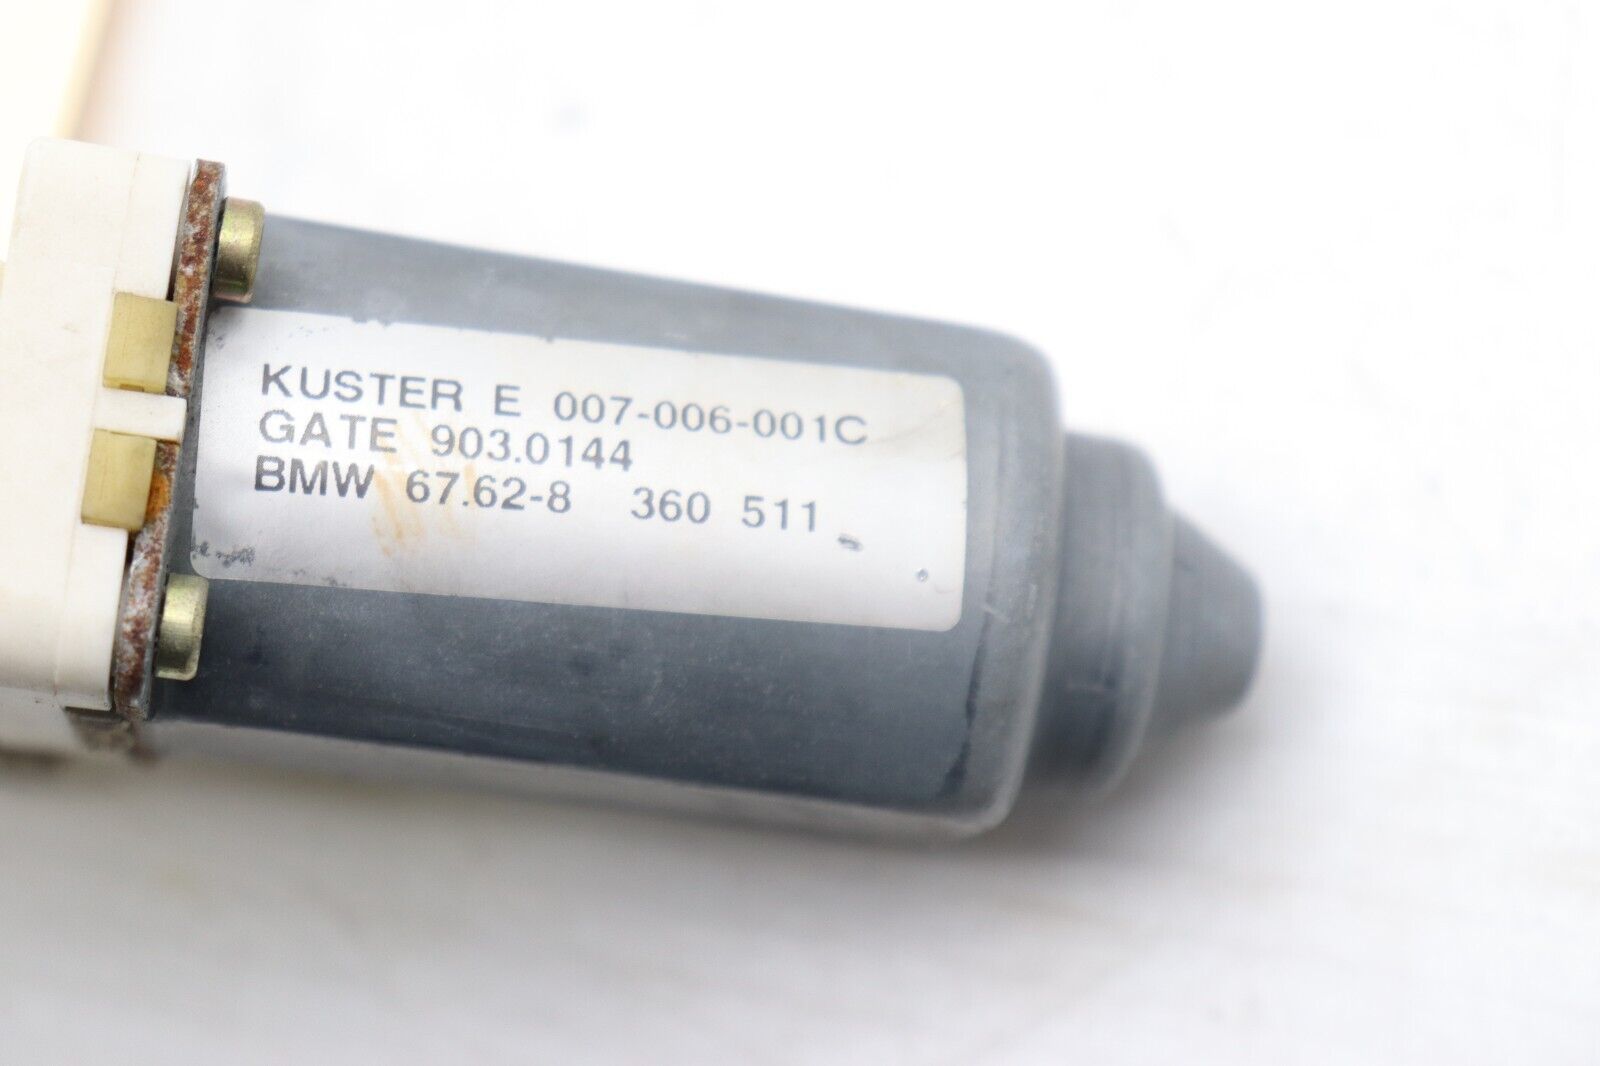 KUSTER E 007-006-001C
GATE 903.0144
BMW 67.62-8 360 511